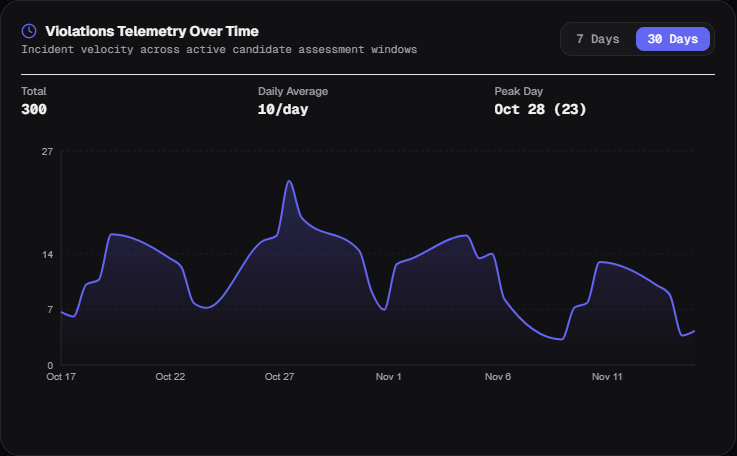 Violations Telemetry Over Time
Incident velocity across active candidate assessment windows
7 Days
30 Days
Total
300
Daily Average
10/day
Peak Day
Oct 28 (23)
27
14
7
0
Oct 17
Oct 22
Oct 27
Nov 1
Nov 6
Nov 11